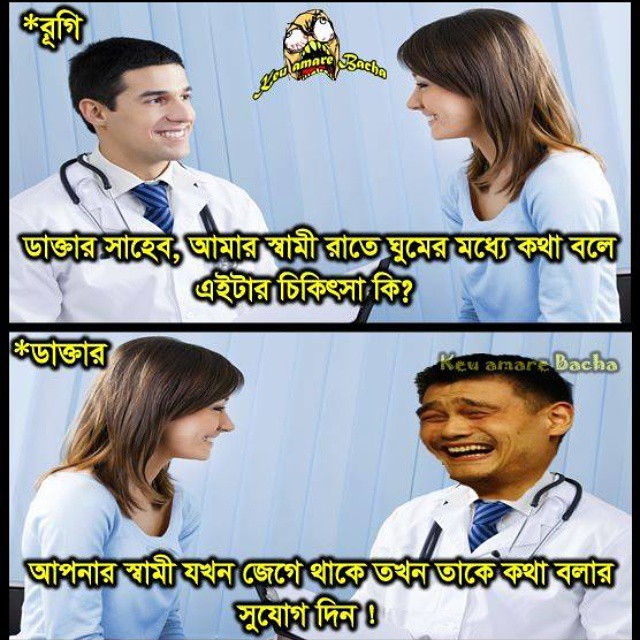 *রুগি
Keu amare Bacha
ডাক্তার সাহেব, আমার স্বামী রাতে ঘুমের মধ্যে কথা বলে
এইটার চিকিৎসা কি?
*ডাক্তার
Keu amare Bacha
আপনার স্বামী যখন জেগে থাকে তখন তাকে কথা বলার
সুযোগ দিন !